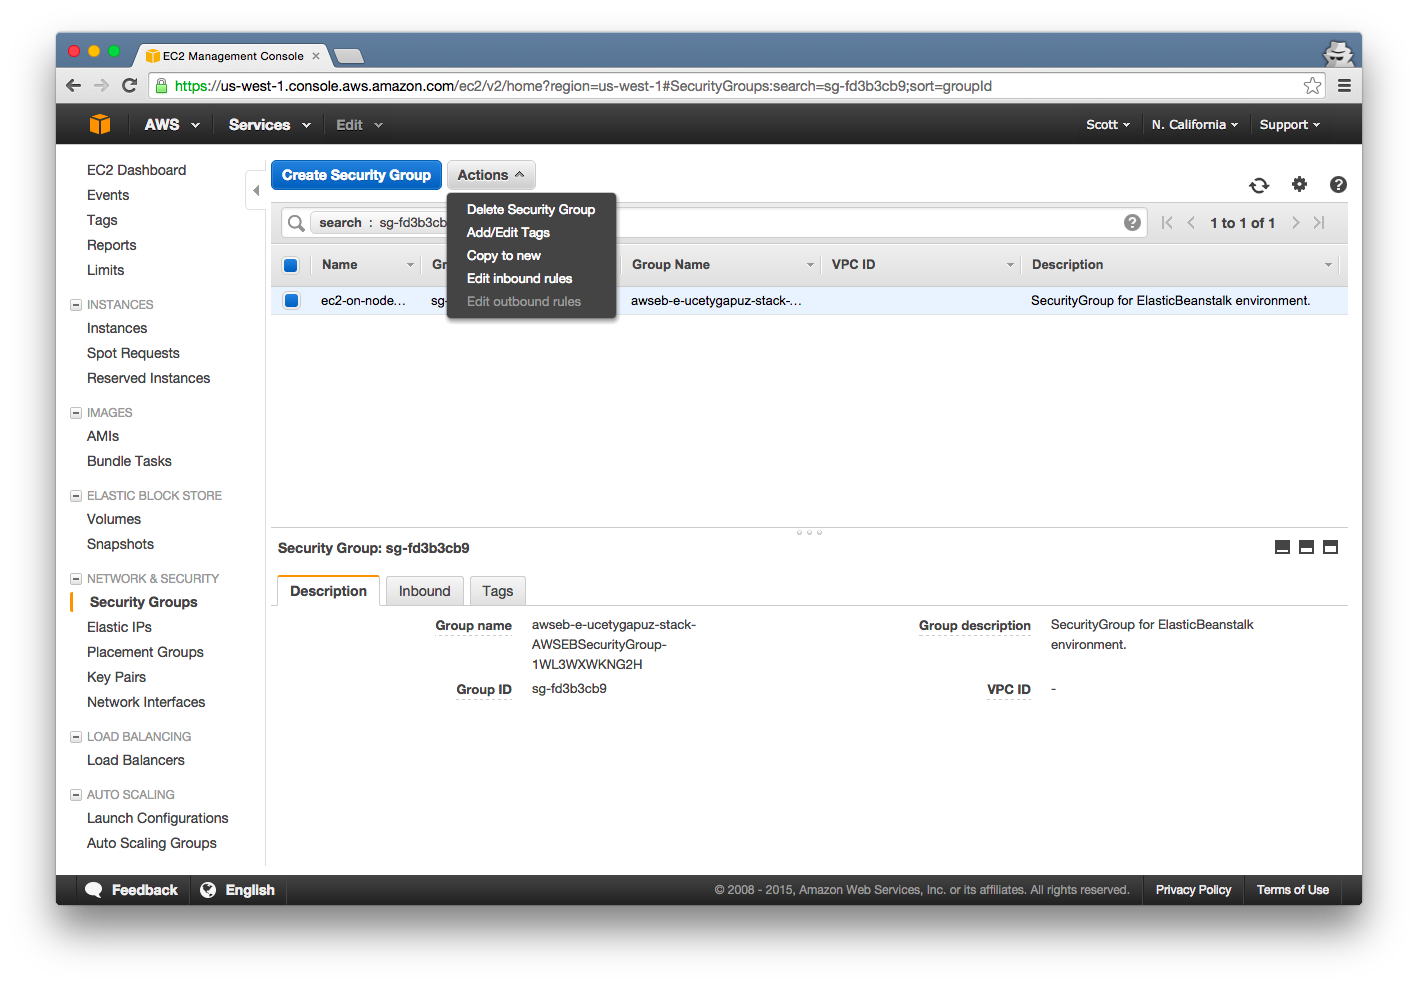 EC2 Management Console
https://us-west-1.console.aws.amazon.com/ec2/v2/home?region=us-west-1#SecurityGroups:search=sg-fd3b3cb9;sort=groupId
AWS Services Edit Scott N. California Support
EC2 Dashboard
Events
Tags
Reports
Limits
INSTANCES
Instances
Spot Requests
Reserved Instances
IMAGES
AMIs
Bundle Tasks
ELASTIC BLOCK STORE
Volumes
Snapshots
NETWORK & SECURITY
Security Groups
Elastic IPs
Placement Groups
Key Pairs
Network Interfaces
LOAD BALANCING
Load Balancers
AUTO SCALING
Launch Configurations
Auto Scaling Groups
Create Security Group Actions
Delete Security Group
Add/Edit Tags
Copy to new
Edit inbound rules
Edit outbound rules
search : sg-fd3b3cb 1 to 1 of 1
Name Gr Group Name VPC ID Description
ec2-on-node... sg- awseb-e-ucetygapuz-stack-... SecurityGroup for ElasticBeanstalk environment.
Security Group: sg-fd3b3cb9
Description Inbound Tags
Group name awseb-e-ucetygapuz-stack-
AWSEBSecurityGroup-
1WL3WXWKNG2H
Group description SecurityGroup for ElasticBeanstalk
environment.
Group ID sg-fd3b3cb9
VPC ID -
Feedback English © 2008 - 2015, Amazon Web Services, Inc. or its affiliates. All rights reserved. Privacy Policy Terms of Use